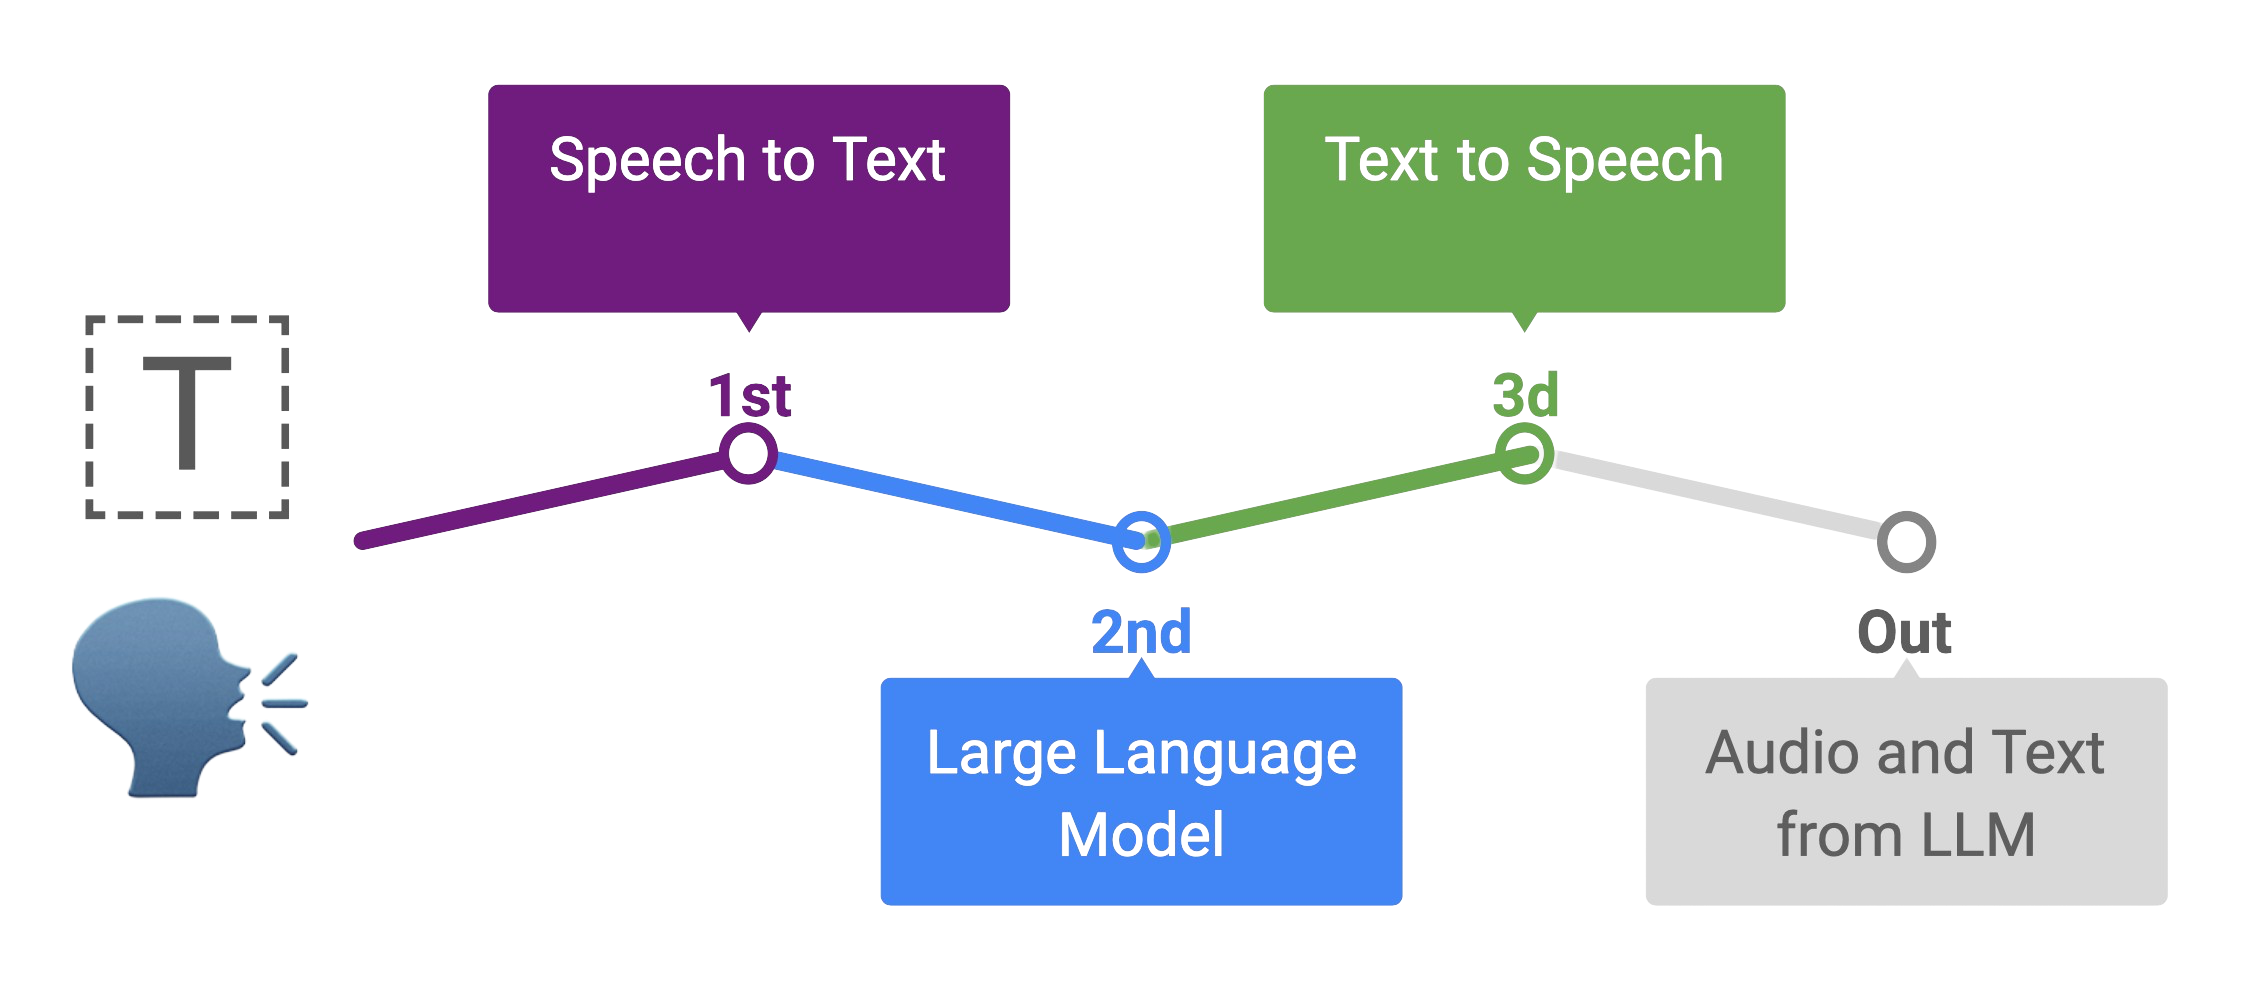 Speech to Text
Text to Speech
T
1st
3d
2nd
Out
Large Language
Model
Audio and Text
from LLM